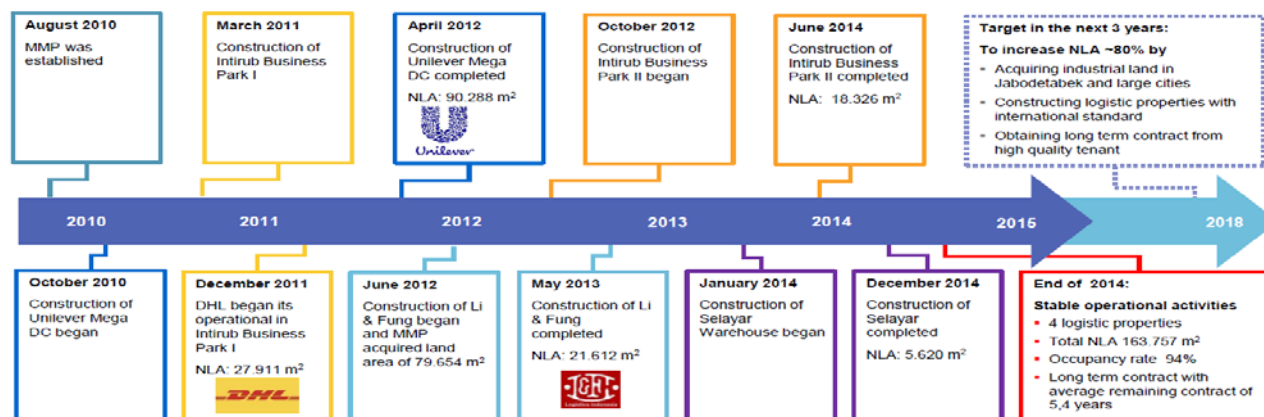 August 2010
MMP was
established
March 2011
Construction of
Intirub Business
Park I
April 2012
Construction of
Unilever Mega
DC completed
NLA: 90.288 m²
Unilever
October 2012
Construction of
Intirub Business
Park II began
June 2014
Construction of
Intirub Business
Park II completed
NLA: 18.326 m²
Target in the next 3 years:
To increase NLA ~80% by
- Acquiring industrial land in
Jabodetabek and large cities
- Constructing logistic properties with
international standard
- Obtaining long term contract from
high quality tenant
2010
2011
2012
2013
2014
2015
2018
October 2010
Construction of
Unilever Mega
DC began
December 2011
DHL began its
operational in
Intirub Business
Park I
NLA: 27.911 m²
DHL
June 2012
Construction of Li
& Fung began
and MMP
acquired land
area of 79.654 m²
May 2013
Construction of Li
& Fung
completed
NLA: 21.612 m²
Logistics Indonesia
January 2014
Construction of
Selayar
Warehouse began
December 2014
Construction of
Selayar
completed
NLA: 5.620 m²
End of 2014:
Stable operational activities
▪ 4 logistic properties
▪ Total NLA 163.757 m²
▪ Occupancy rate 94%
▪ Long term contract with
average remaining contract of
5,4 years